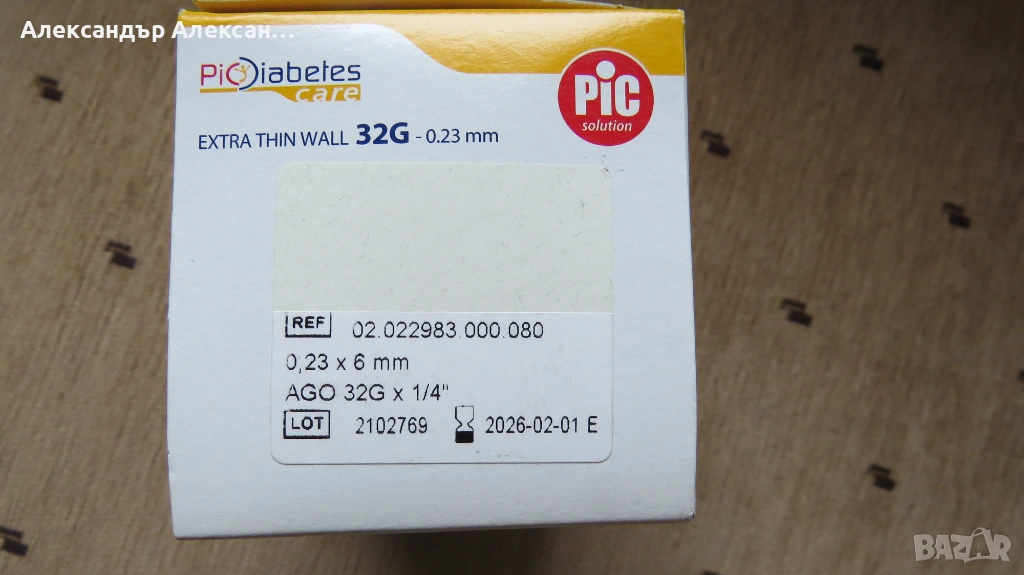 Александър Алексан...
PiC Diabetes
care
PiC
solution
EXTRA THIN WALL 32G - 0.23 mm
REF 02.022983.000.080
0,23 x 6 mm
AGO 32G x 1/4"
LOT 2102769 2026-02-01 E
BAZAR